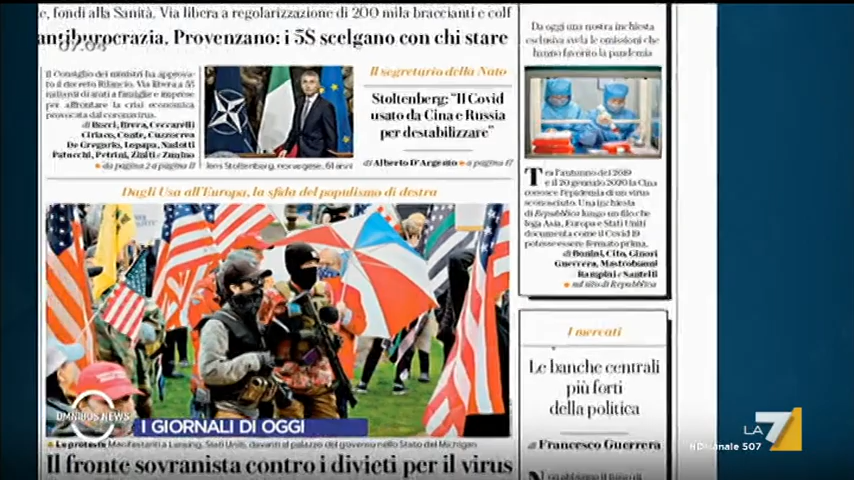 e, fondi alla Sanità. Via libera a regolarizzazione di 200 mila braccianti e colf
antiburocrazia. Provenzano: i 5S scelgano con chi stare
07.04
Il Consiglio dei ministri ha approva-
to il decreto Rilancio. Via libera a 55
miliardi di aiuti a famiglie e imprese
per affrontare la crisi economica
provocata dal coronavirus.
di Bocci, Brera, Ceccarelli
Ciriaco, Conte, Cuzzocrea
De Gregorio, Lopapa, Nadotti
Patucchi, Petrini, Ziniti e Zunino
da pagina 2 a pagina 11
NATO
OTAN
Jens Stoltenberg, norvegese, 61 anni
Il segretario della Nato
Stoltenberg: “Il Covid
usato da Cina e Russia
per destabilizzare”
di Alberto D'Argento a pagina 17
Da oggi una nostra inchiesta
esclusiva svela le omissioni che
hanno favorito la pandemia
Tra l'autunno del 2019
e il 20 gennaio 2020 la Cina
conosce l'epidemia di un virus
sconosciuto. Una inchiesta
di Repubblica lungo un filo che
lega Asia, Europa e Stati Uniti
documenta come il Covid 19
potesse essere fermato prima.
di Bonini, Cito, Ginori
Guerrera, Mastrobuoni
Rampini e Santelli
sul sito di Repubblica
Dagli Usa all'Europa, la sfida del populismo di destra
OMNIBUS NEWS
I GIORNALI DI OGGI
Le proteste Manifestanti a Lansing, Stati Uniti, davanti al palazzo del governo nello Stato del Michigan
Il fronte sovranista contro i divieti per il virus
I mercati
Le banche centrali
più forti
della politica
di Francesco Guerrera
LA 7
canale 507